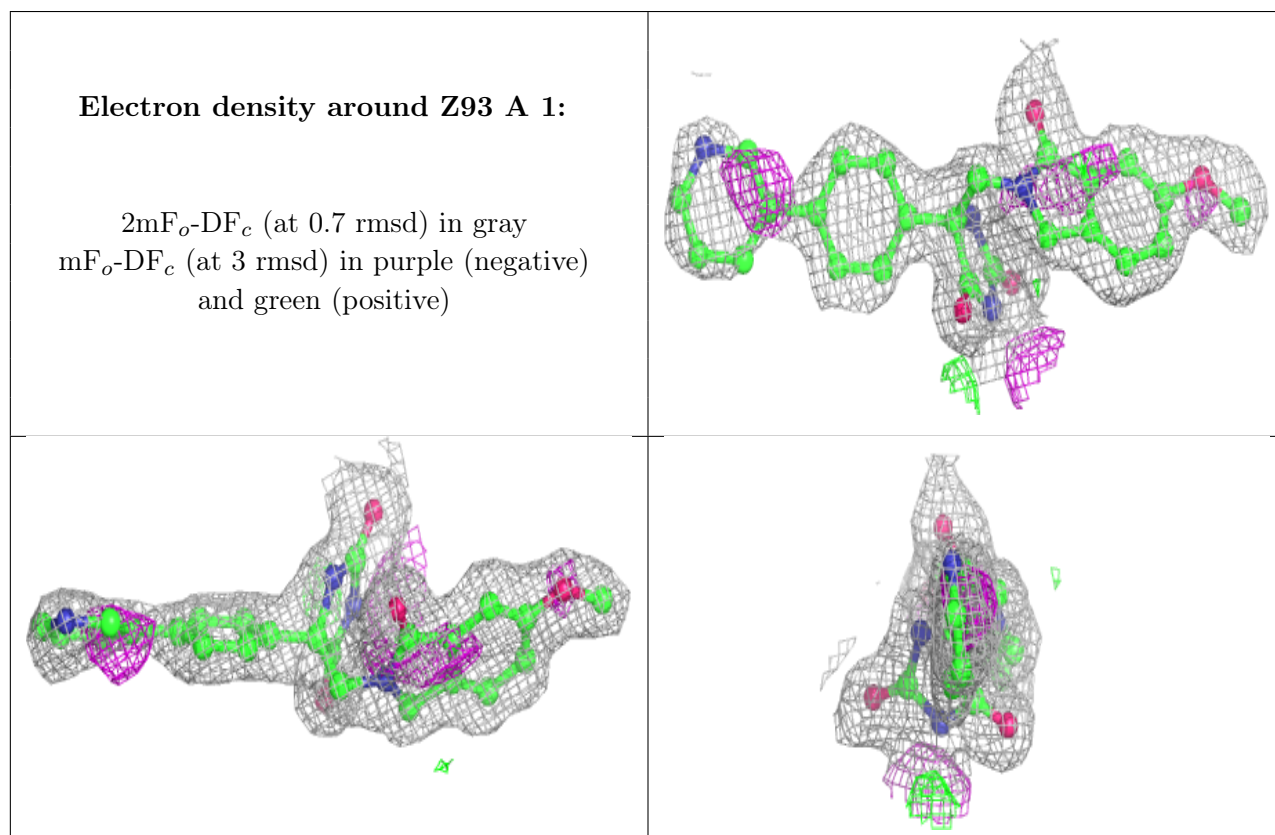 Electron density around Z93 A 1:
2mFo-DFc (at 0.7 rmsd) in gray
mFo-DFc (at 3 rmsd) in purple (negative)
and green (positive)